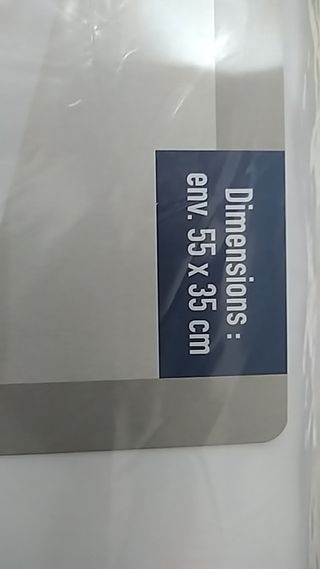 Dimensions :
env. 55 x 35 cm